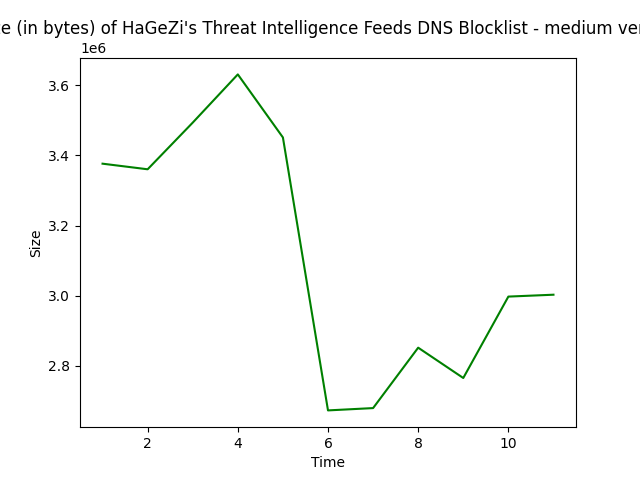 (in bytes) of HaGeZi's Threat Intelligence Feeds DNS Blocklist - medium
1e6
3.6
3.4
3.2
3.0
2.8
Size
2 4 6 8 10
Time